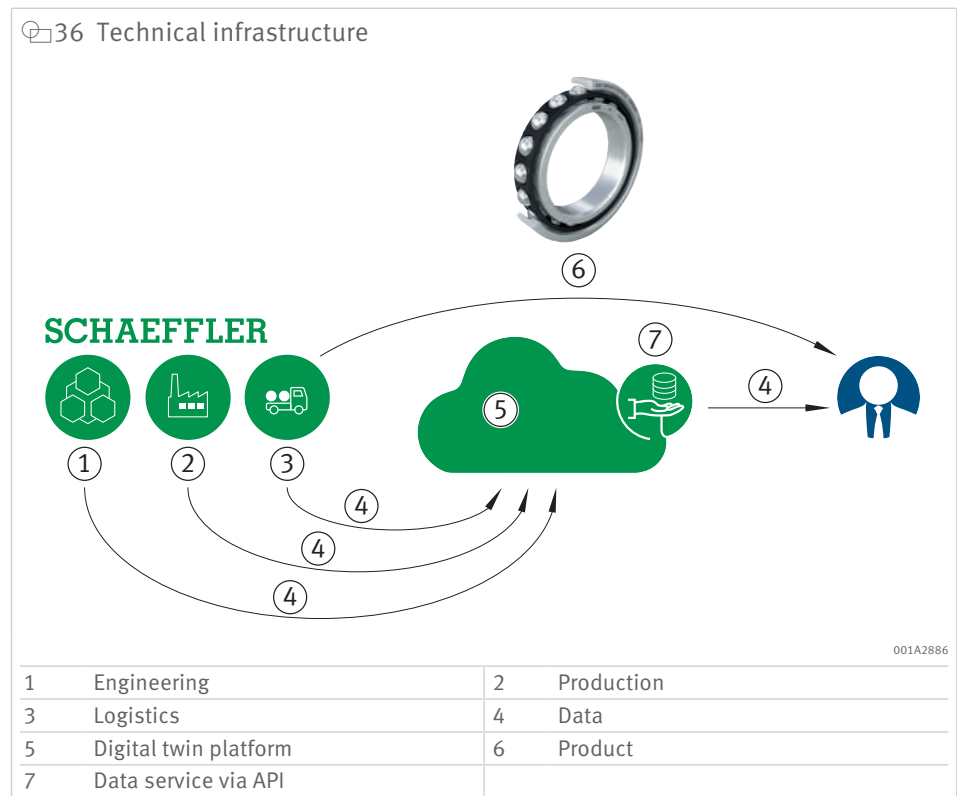 36 Technical infrastructure
6
SCHAEFFLER
7
5
4
1 2 3
4
4
4
001A2886
1 Engineering 2 Production
3 Logistics 4 Data
5 Digital twin platform 6 Product
7 Data service via API